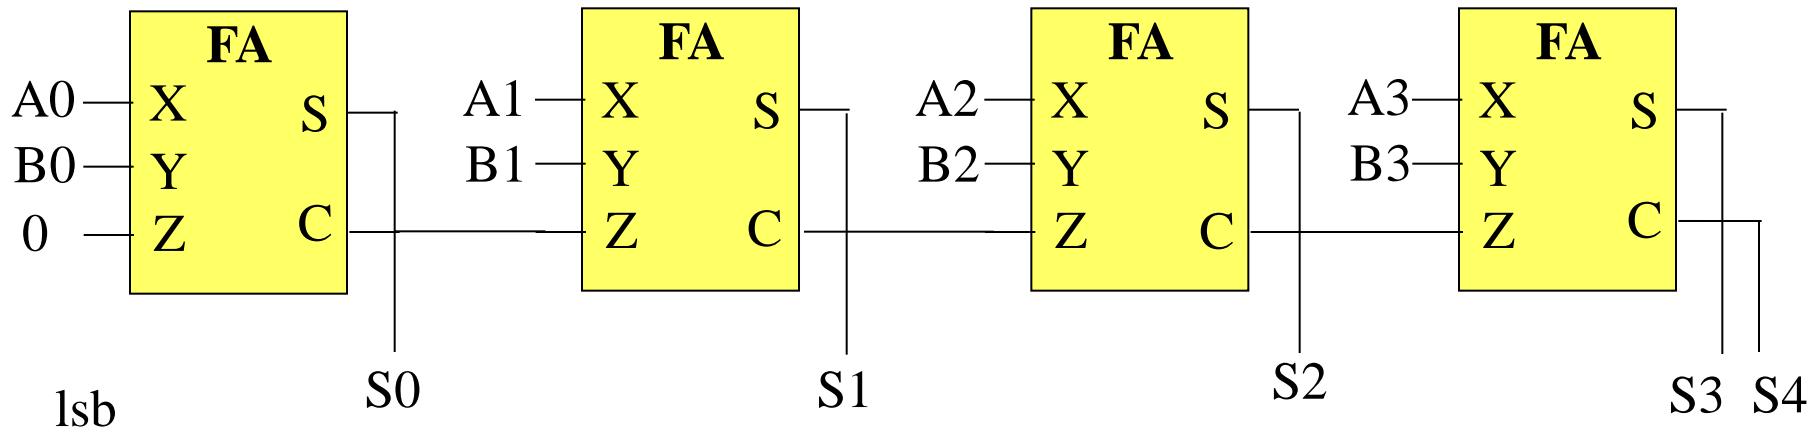 FA FA FA FA
A0 X S A1 X S A2 X S A3 X S
B0 Y B1 Y B2 Y B3 Y
0 Z C Z C Z C Z C
S0 S1 S2 S3 S4
lsb